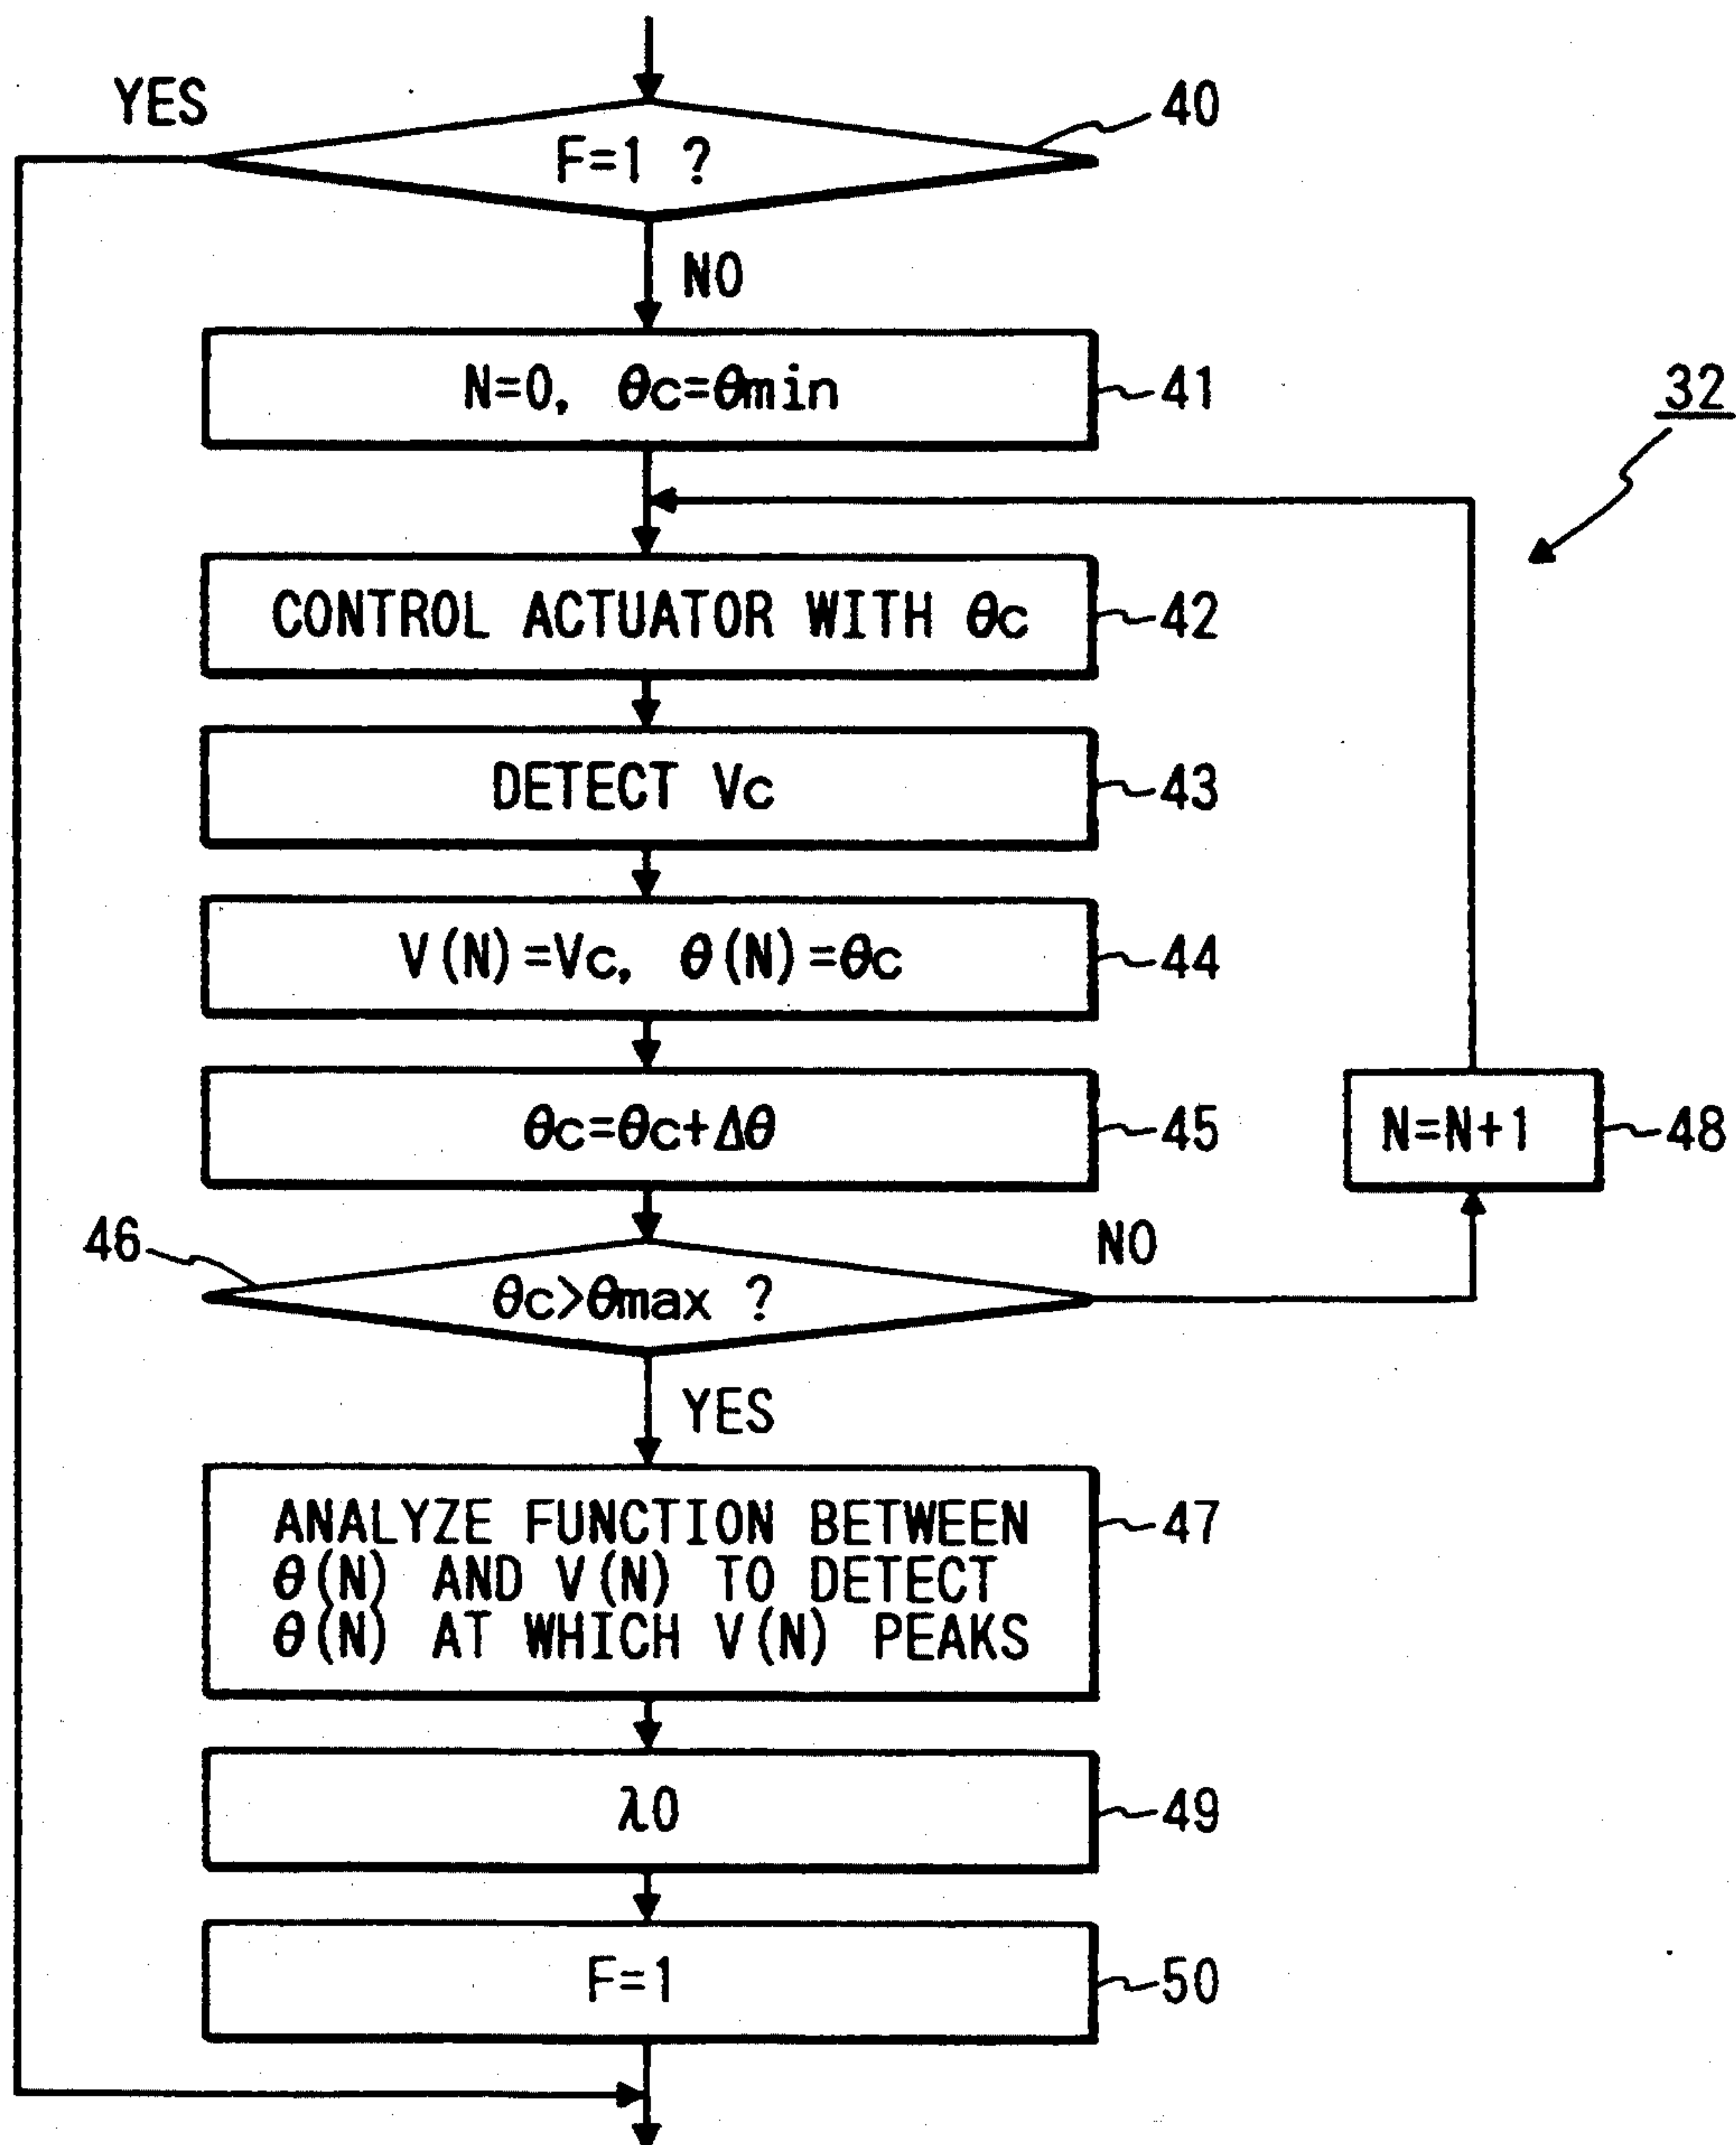 YES
F=1 ?
40
NO
N=0, θc=θmin
41
32
CONTROL ACTUATOR WITH θc
42
DETECT Vc
43
V(N)=Vc, θ(N)=θc
44
θc=θc+Δθ
45
N=N+1
48
46
θc>θmax ?
NO
YES
ANALYZE FUNCTION BETWEEN
θ(N) AND V(N) TO DETECT
θ(N) AT WHICH V(N) PEAKS
47
λ0
49
F=1
50